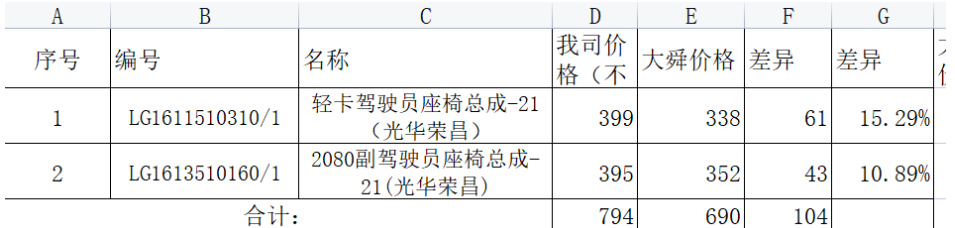 A B C D E F G
序号 编号 名称 我司价格（不 大舜价格 差异 差异
1 LG1611510310/1 轻卡驾驶员座椅总成-21（光华荣昌） 399 338 61 15.29%
2 LG1613510160/1 2080副驾驶员座椅总成-21(光华荣昌) 395 352 43 10.89%
合计： 794 690 104